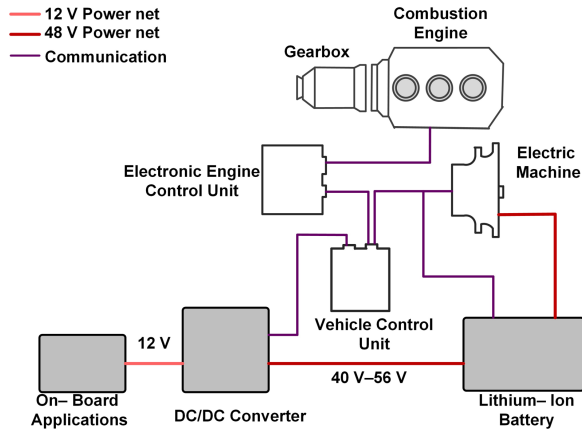 12 V Power net
48 V Power net
Communication
Combustion
Engine
Gearbox
Electronic Engine
Control Unit
Electric
Machine
Vehicle Control
Unit
12 V
40 V–56 V
On– Board
Applications
DC/DC Converter
Lithium– Ion
Battery